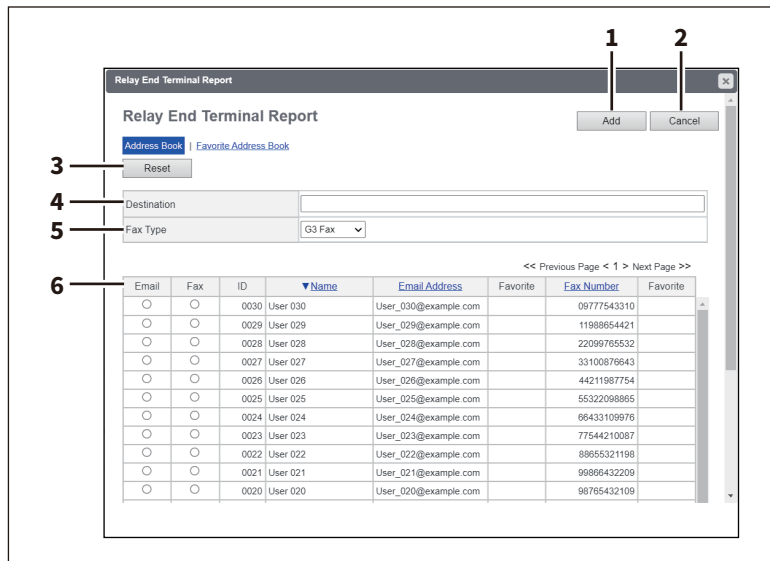 1 2
Relay End Terminal Report
Relay End Terminal Report
Add Cancel
Address Book | Favorite Address Book
3 Reset
4 Destination
5 Fax Type G3 Fax
<< Previous Page < 1 > Next Page >>
6 Email Fax ID ▼Name Email Address Favorite Fax Number Favorite
0030 User 030 User_030@example.com 09777543310
0029 User 029 User_029@example.com 11988654421
0028 User 028 User_028@example.com 22099765532
0027 User 027 User_027@example.com 33100876643
0026 User 026 User_026@example.com 44211987754
0025 User 025 User_025@example.com 55322098865
0024 User 024 User_024@example.com 66433109976
0023 User 023 User_023@example.com 77544210087
0022 User 022 User_022@example.com 88655321198
0021 User 021 User_021@example.com 99866432209
0020 User 020 User_020@example.com 98765432109